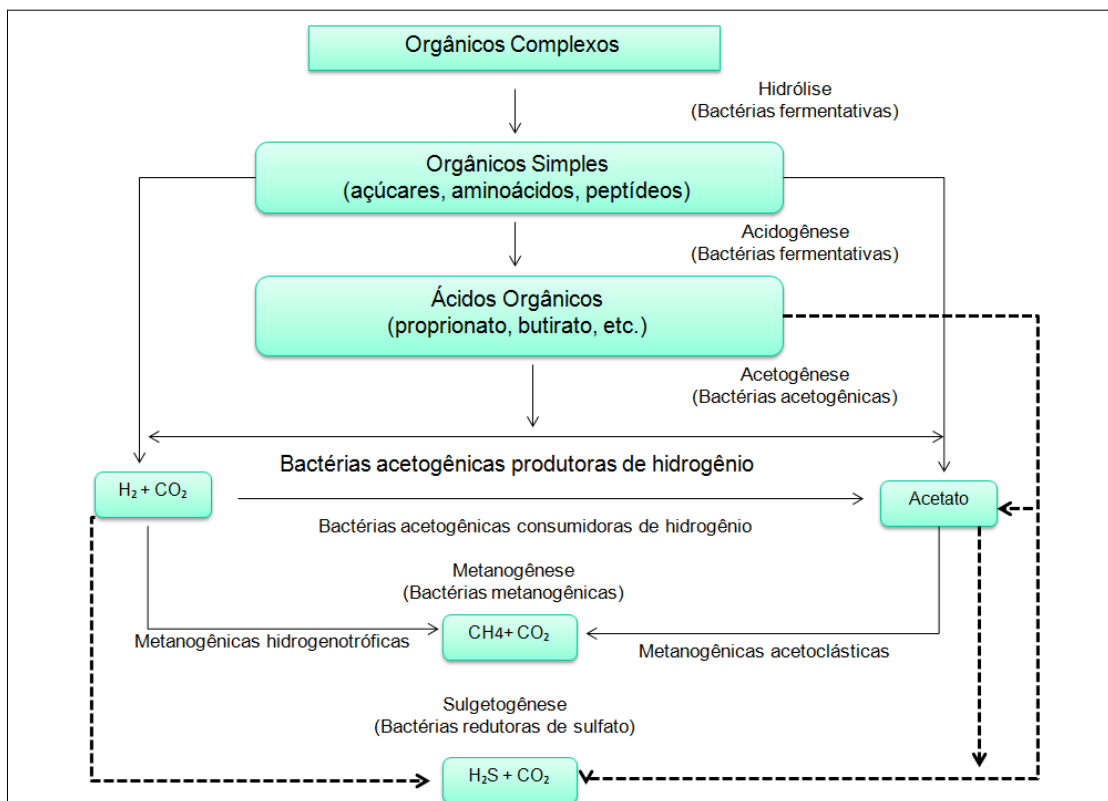 Orgânicos Complexos
Hidrólise
(Bactérias fermentativas)
Orgânicos Simples
(açúcares, aminoácidos, peptídeos)
Acidogênese
(Bactérias fermentativas)
Ácidos Orgânicos
(proprionato, butirato, etc.)
Acetogênese
(Bactérias acetogênicas)
Bactérias acetogênicas produtoras de hidrogênio
H₂ + CO₂
Acetato
Bactérias acetogênicas consumidoras de hidrogênio
Metanogênese
(Bactérias metanogênicas)
Metanogênicas hidrogenotróficas
CH4+ CO₂
Metanogênicas acetoclásticas
Sulgetogênese
(Bactérias redutoras de sulfato)
H₂S + CO₂